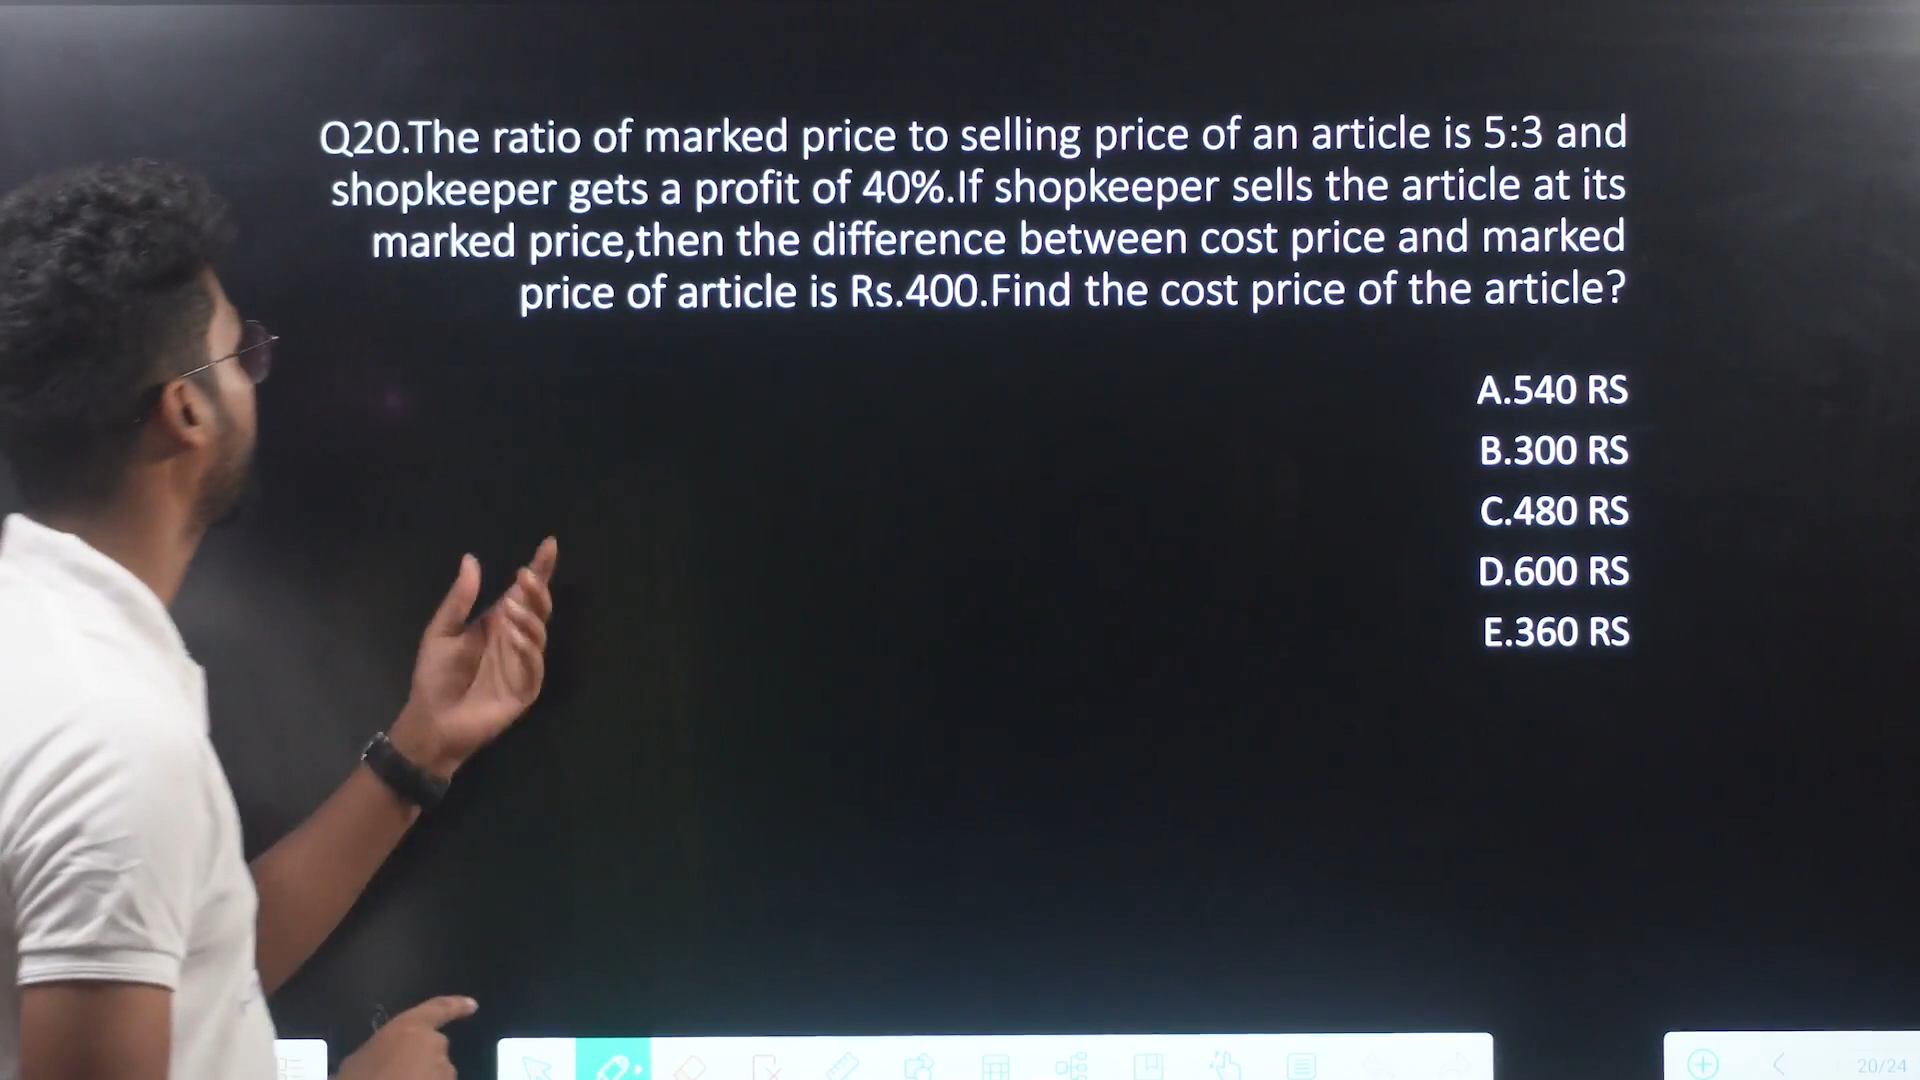 Q20.The ratio of marked price to selling price of an article is 5:3 and
shopkeeper gets a profit of 40%.If shopkeeper sells the article at its
marked price,then the difference between cost price and marked
price of article is Rs.400.Find the cost price of the article?
A.540 RS
B.300 RS
C.480 RS
D.600 RS
E.360 RS
20/24